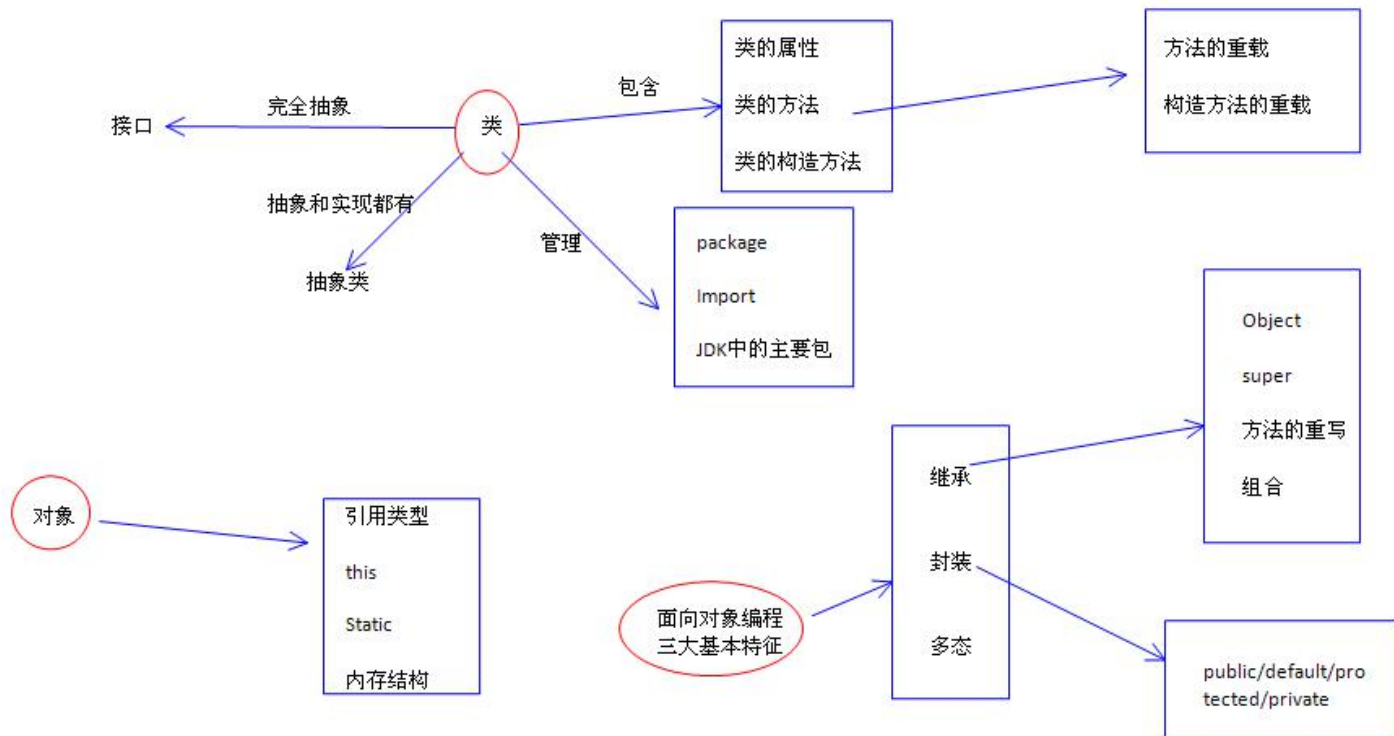 类的属性
类的方法
类的构造方法
方法的重载
构造方法的重载
包含
完全抽象
接口
类
抽象和实现都有
抽象类
管理
package
Import
JDK中的主要包
Object
super
方法的重写
组合
继承
封装
多态
对象
引用类型
this
Static
内存结构
面向对象编程
三大基本特征
public/default/pro
tected/private